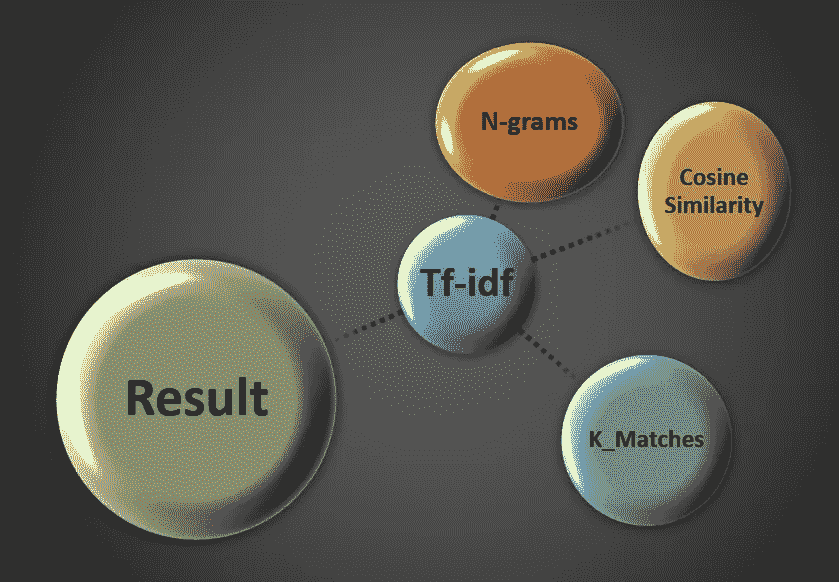 N-grams
Cosine
Similarity
Tf-idf
Result
K_Matches